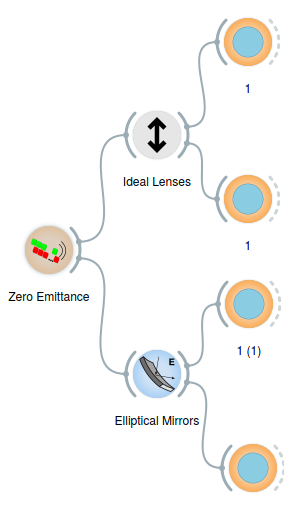 1
Ideal Lenses
1
Zero Emittance
1 (1)
E
Elliptical Mirrors